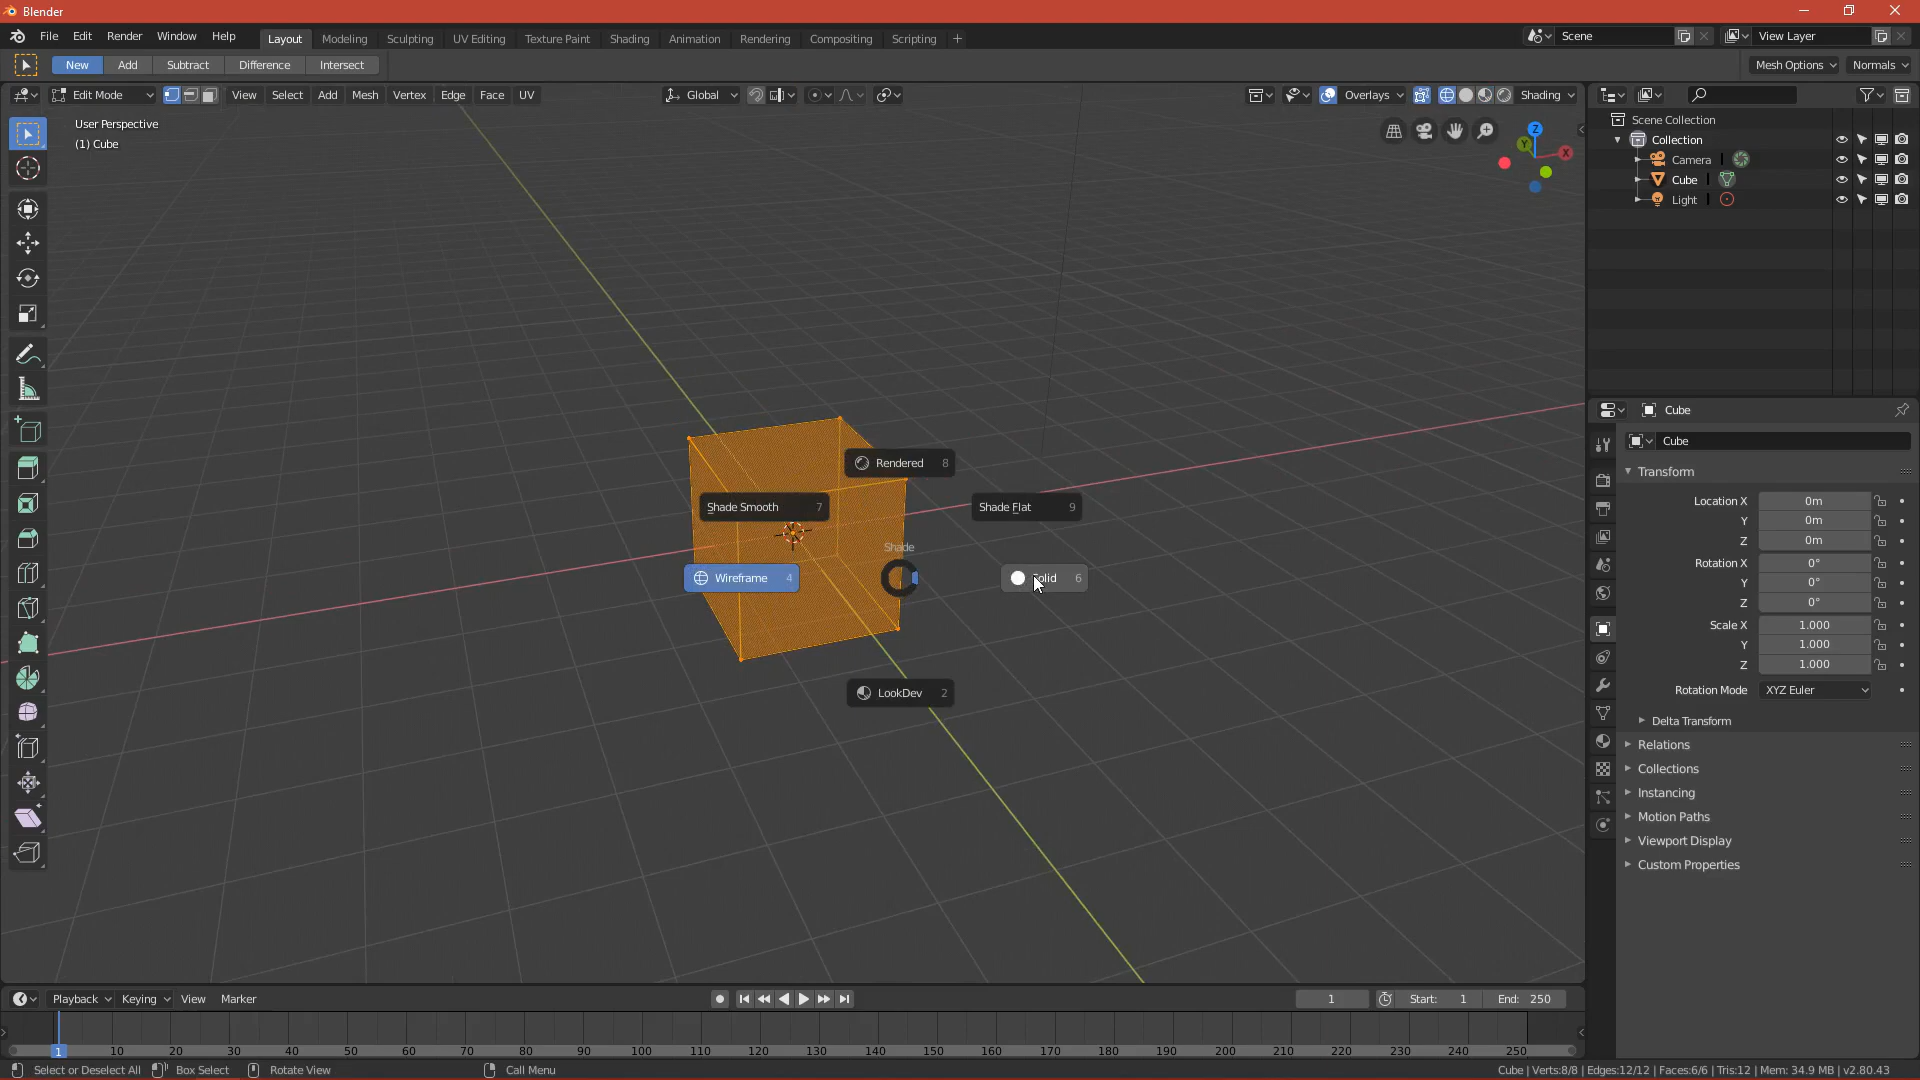 Blender
File Edit Render Window Help Layout Modeling Sculpting UV Editing Texture Paint Shading Animation Rendering Compositing Scripting + Scene View Layer
New Add Subtract Difference Intersect Mesh Options Normals
Edit Mode View Select Add Mesh Vertex Edge Face UV Global Overlays Shading
User Perspective
(1) Cube
Z
Y
X
Scene Collection
Collection
Camera
Cube
Light
Rendered 8
Shade Smooth 7
Shade Flat 9
Shade
Wireframe 4
Solid 6
LookDev 2
Cube
Cube
Transform
Location X 0m
Y 0m
Z 0m
Rotation X 0°
Y 0°
Z 0°
Scale X 1.000
Y 1.000
Z 1.000
Rotation Mode XYZ Euler
Delta Transform
Relations
Collections
Instancing
Motion Paths
Viewport Display
Custom Properties
Playback Keying View Marker 1 Start: 1 End: 250
1 10 20 30 40 50 60 70 80 90 100 110 120 130 140 150 160 170 180 190 200 210 220 230 240 250
Select or Deselect All Box Select Rotate View Call Menu Cube | Verts:8/8 | Edges:12/12 | Faces:6/6 | Tris:12 | Mem: 34.9 MB | v2.80.43